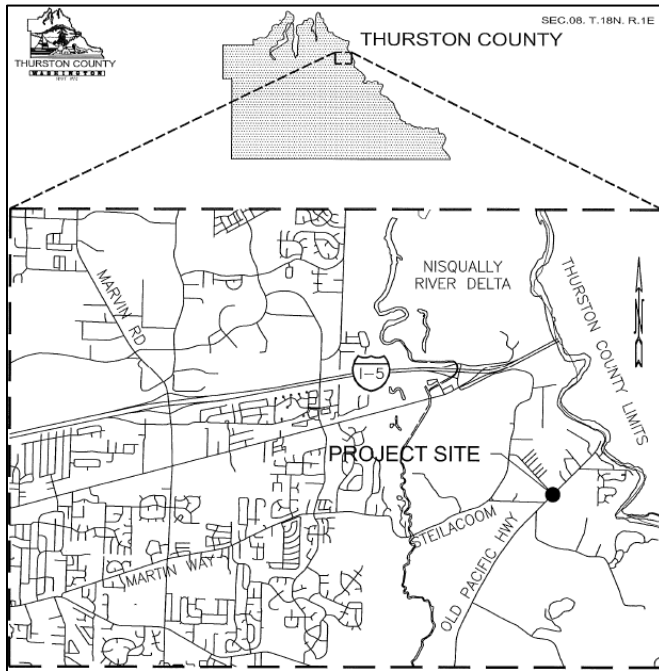 SEC.08. T.18N. R.1E
THURSTON COUNTY
THURSTON COUNTY
WASHINGTON
NISQUALLY
RIVER DELTA
THURSTON COUNTY LIMITS
MARVIN RD
N
I-5
PROJECT SITE
STEILACOOM
OLD PACIFIC HWY
MARTIN WAY